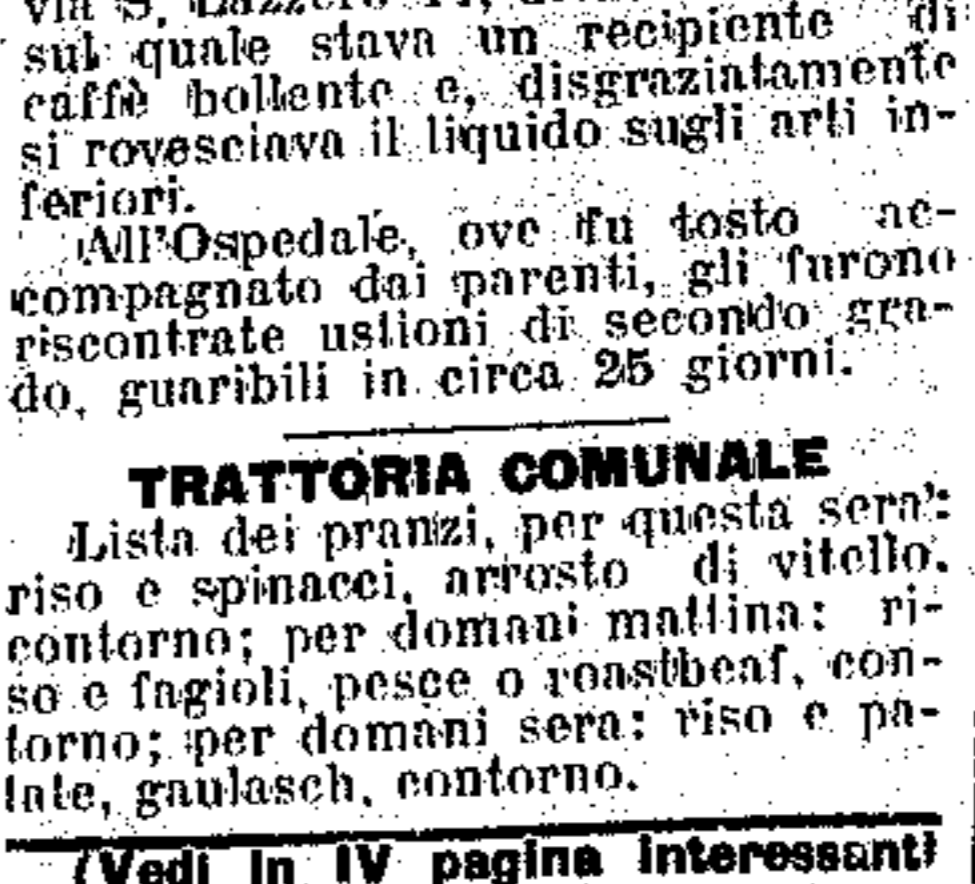 via S.
sul quale stava un recipiente di
caffè bollente e, disgraziatamente
si rovesciava il liquido sugli arti in-
feriori.
All'Ospedale, ove fu tosto ac-
compagnato dai parenti, gli furono
riscontrate ustioni di secondo gra-
do, guaribili in circa 25 giorni.
TRATTORIA COMUNALE
Lista dei pranzi, per questa sera:
riso e spinacci, arrosto di vitello,
contorno; per domani mattina: ri-
so e fagioli, pesce o roastbeaf, con-
torno; per domani sera: riso e pa-
tate, gaulasch, contorno.
(Vedi in IV pagina interessanti